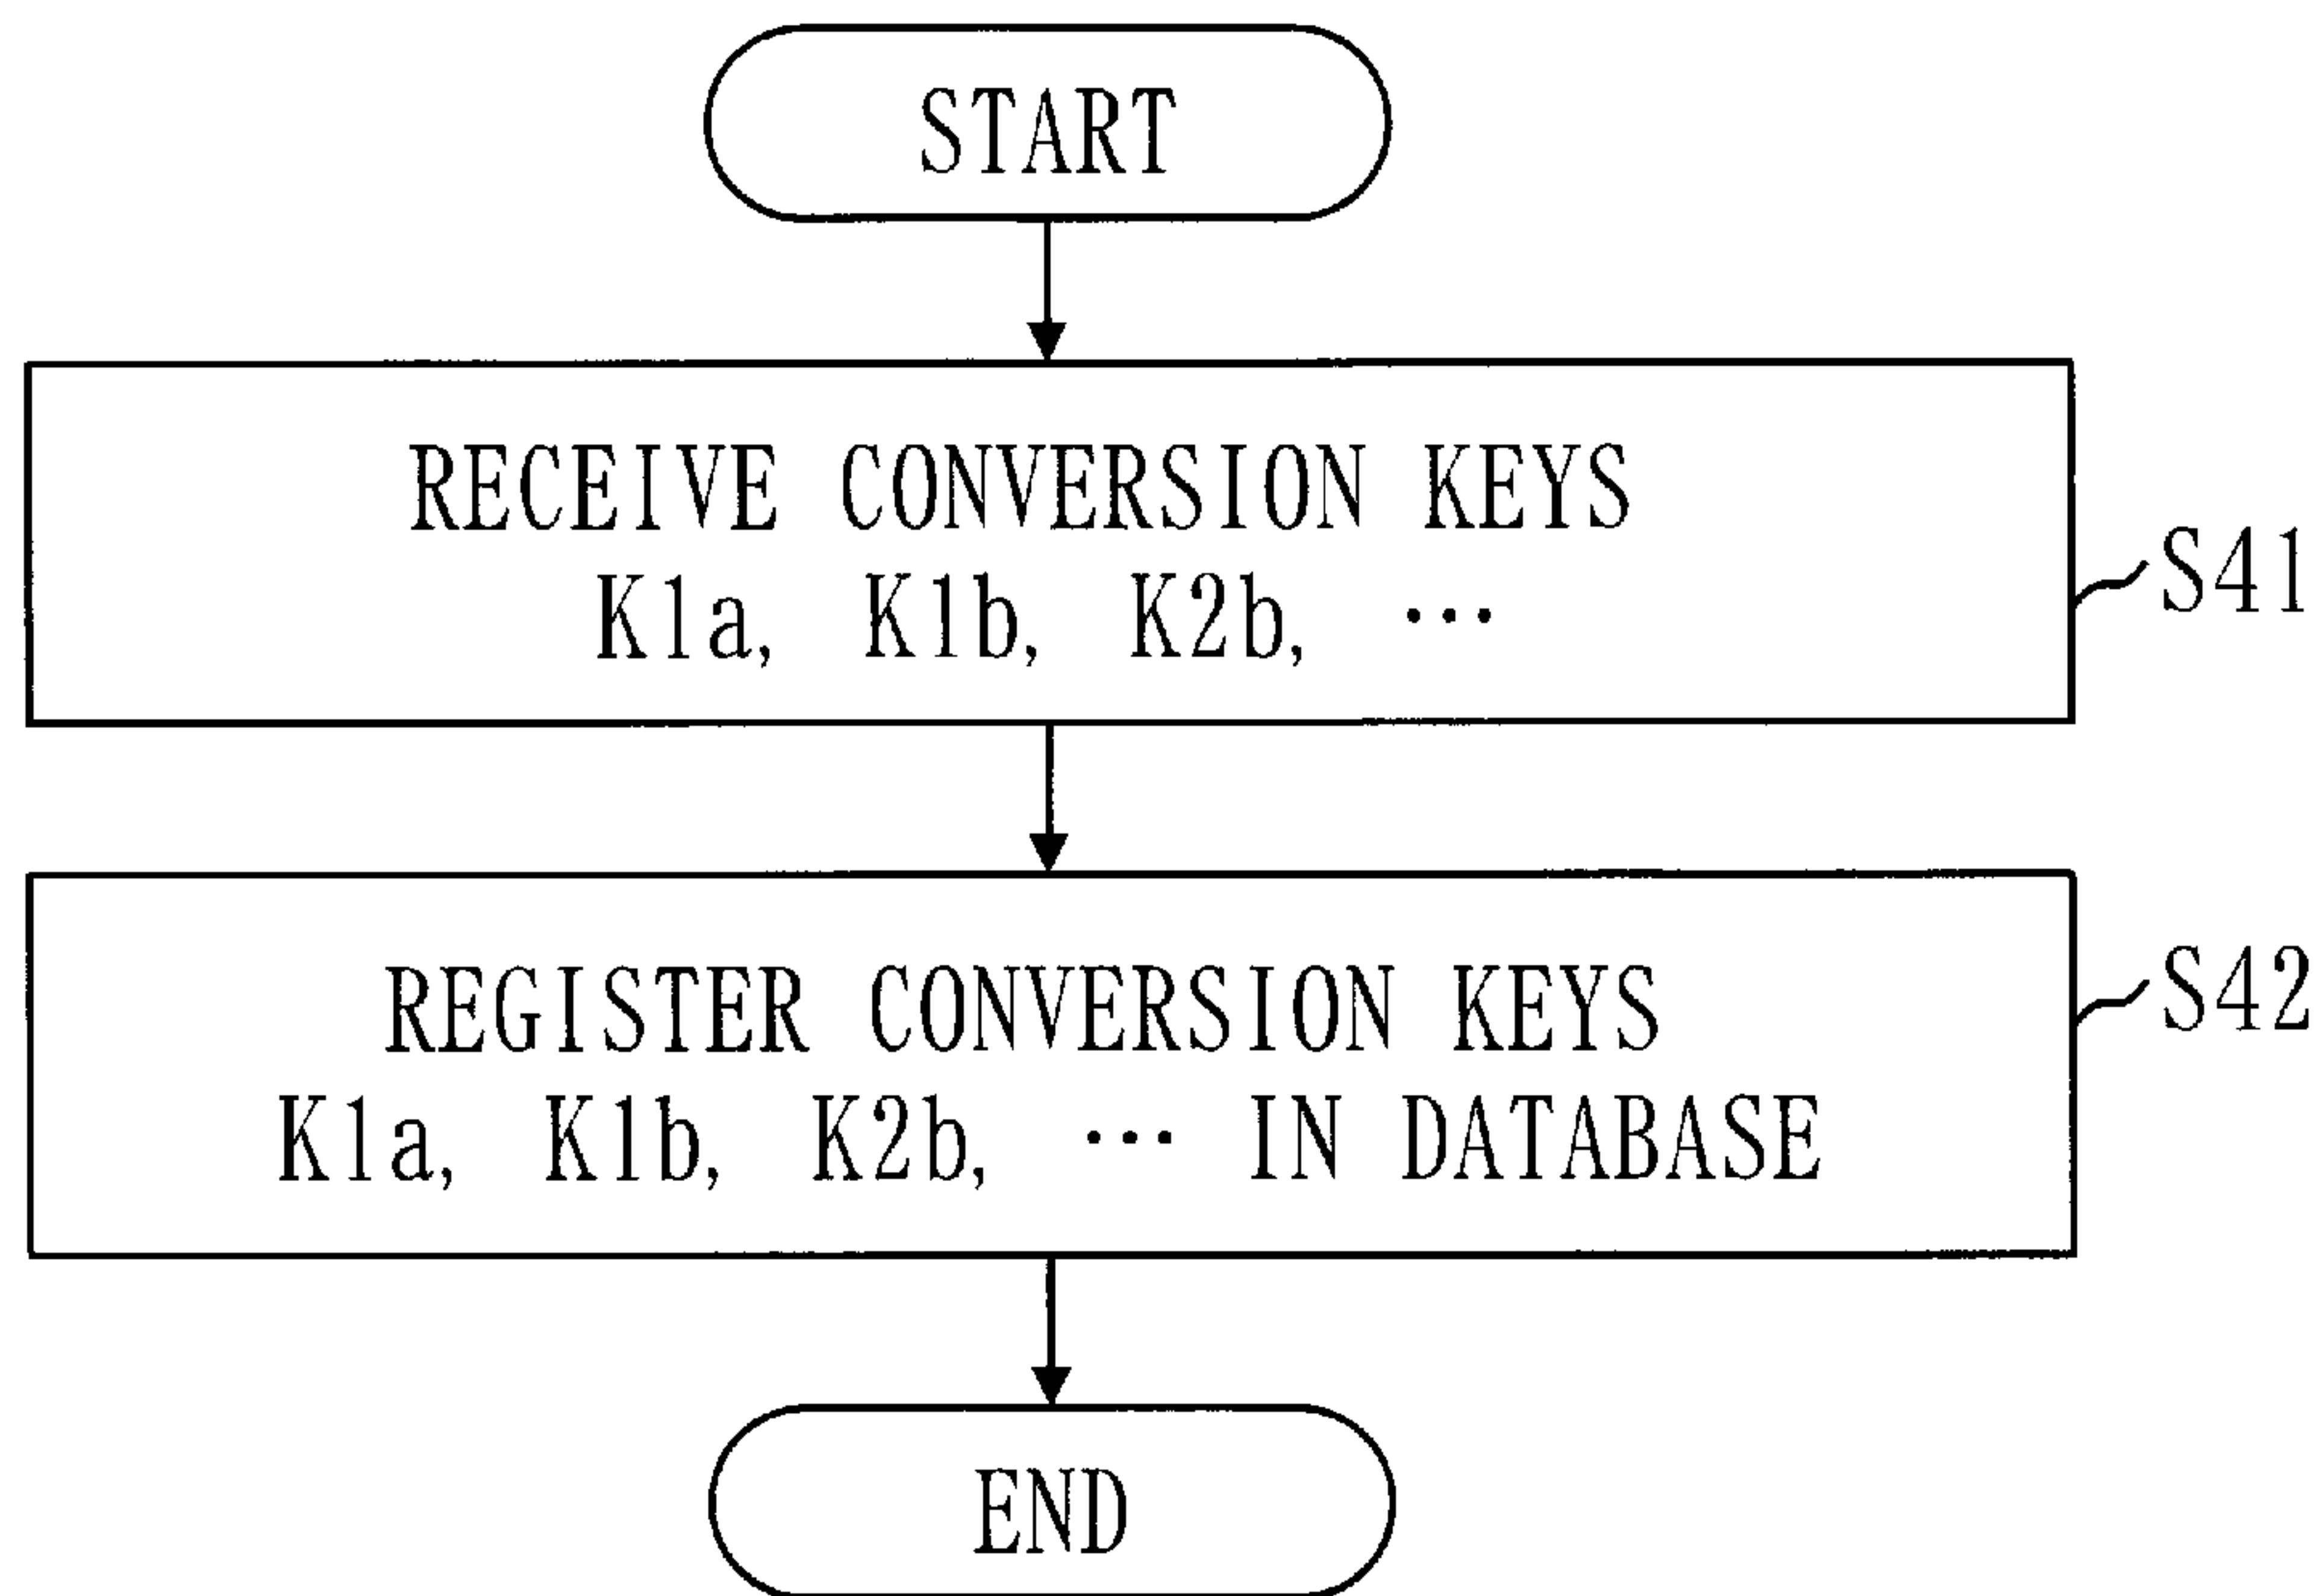 START
RECEIVE CONVERSION KEYS
K1a, K1b, K2b, ···
S41
REGISTER CONVERSION KEYS
K1a, K1b, K2b, ··· IN DATABASE
S42
END